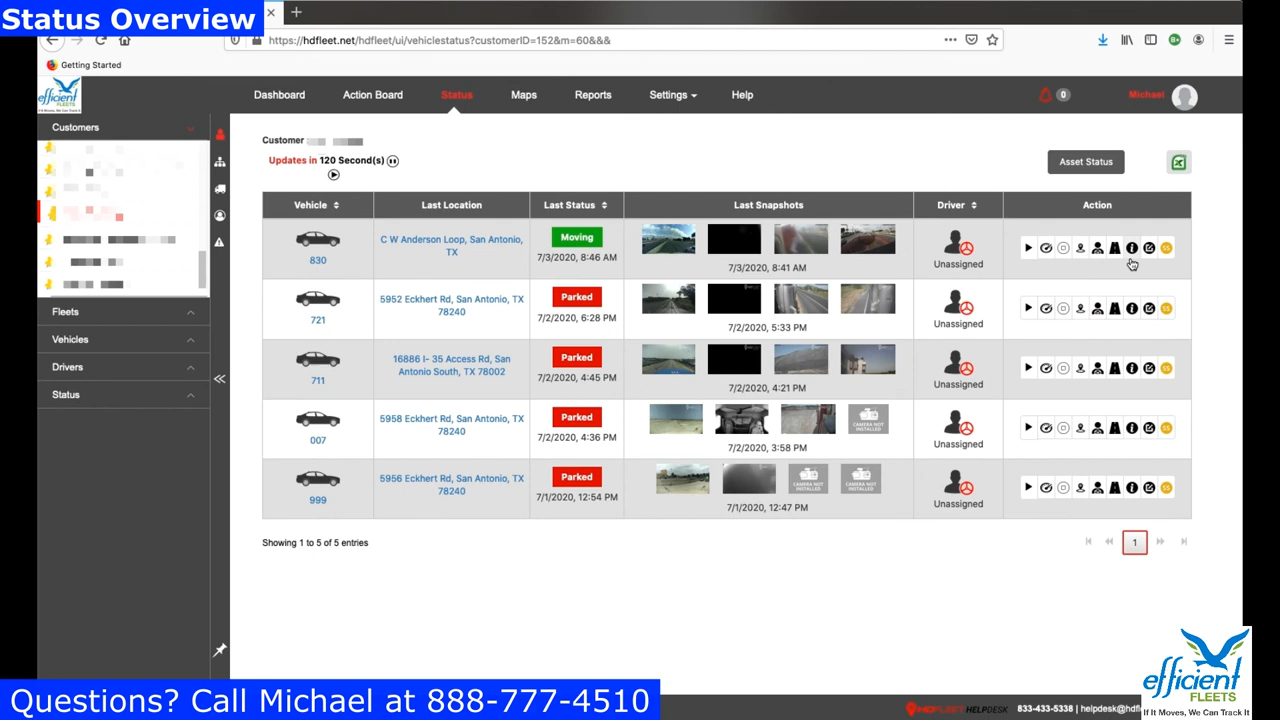 Status Overview
https://hdfleet.net/hdfleet/ui/vehiclestatus?customerID=152&m=60&&&
Getting Started
efficient
FLEETS
Dashboard Action Board Status Maps Reports Settings Help 0 Michael
Customers
Fleets
Vehicles
Drivers
Status
Customer
Updates in 120 Second(s)
Asset Status
Vehicle Last Location Last Status Last Snapshots Driver Action
830 C W Anderson Loop, San Antonio, TX Moving 7/3/2020, 8:46 AM 7/3/2020, 8:41 AM Unassigned
721 5952 Eckhert Rd, San Antonio, TX 78240 Parked 7/2/2020, 6:28 PM 7/2/2020, 5:33 PM Unassigned
711 16886 I- 35 Access Rd, San Antonio South, TX 78002 Parked 7/2/2020, 4:45 PM 7/2/2020, 4:21 PM Unassigned
007 5958 Eckhert Rd, San Antonio, TX 78240 Parked 7/2/2020, 4:36 PM CAMERA NOT INSTALLED 7/2/2020, 3:58 PM Unassigned
999 5956 Eckhert Rd, San Antonio, TX 78240 Parked 7/1/2020, 12:54 PM CAMERA NOT INSTALLED CAMERA NOT INSTALLED 7/1/2020, 12:47 PM Unassigned
Showing 1 to 5 of 5 entries
1
Questions? Call Michael at 888-777-4510
HDFLEET HELPDESK 833-433-5338 | helpdesk@hdfl
efficient
FLEETS
If It Moves, We Can Track It